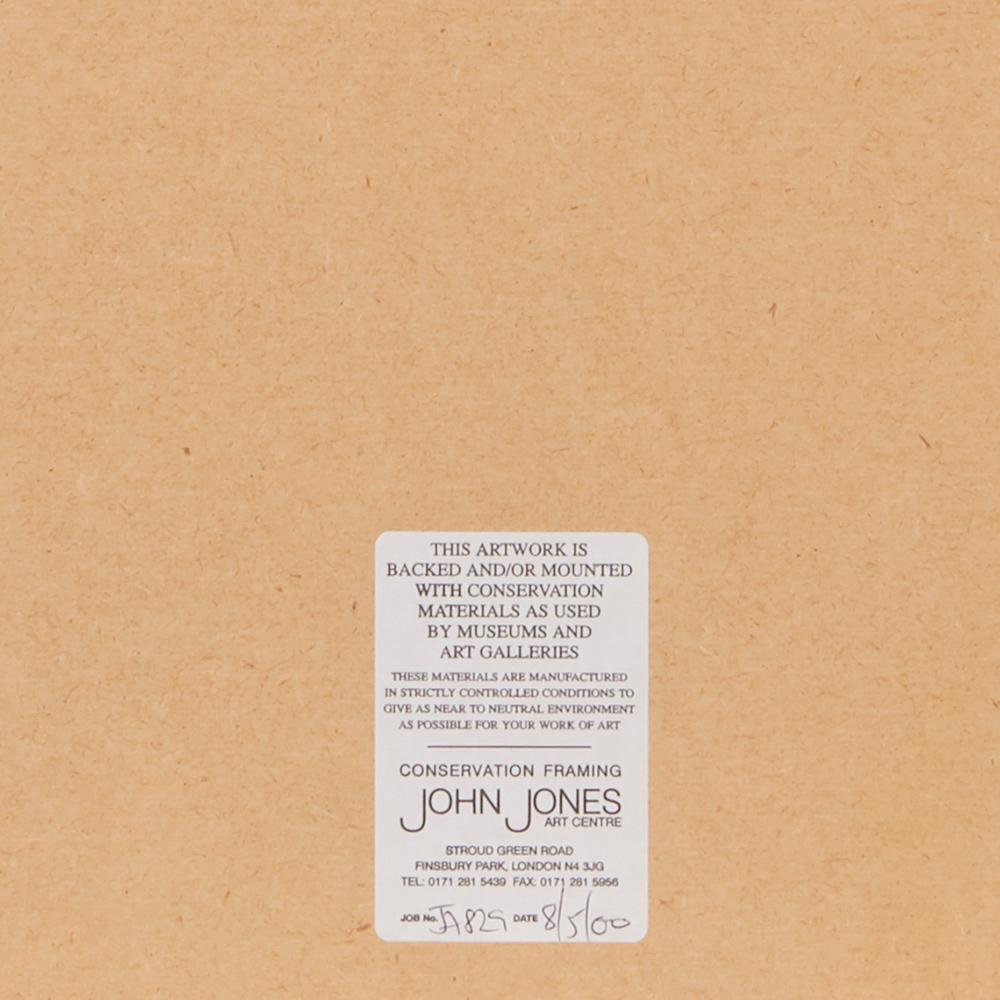 THIS ARTWORK IS
BACKED AND/OR MOUNTED
WITH CONSERVATION
MATERIALS AS USED
BY MUSEUMS AND
ART GALLERIES
THESE MATERIALS ARE MANUFACTURED
IN STRICTLY CONTROLLED CONDITIONS TO
GIVE AS NEAR TO NEUTRAL ENVIRONMENT
AS POSSIBLE FOR YOUR WORK OF ART
CONSERVATION FRAMING
JOHN JONES
ART CENTRE
STROUD GREEN ROAD
FINSBURY PARK, LONDON N4 3JG
TEL: 0171 281 5439 FAX: 0171 281 5956
JOB No. DATE 8/5/00